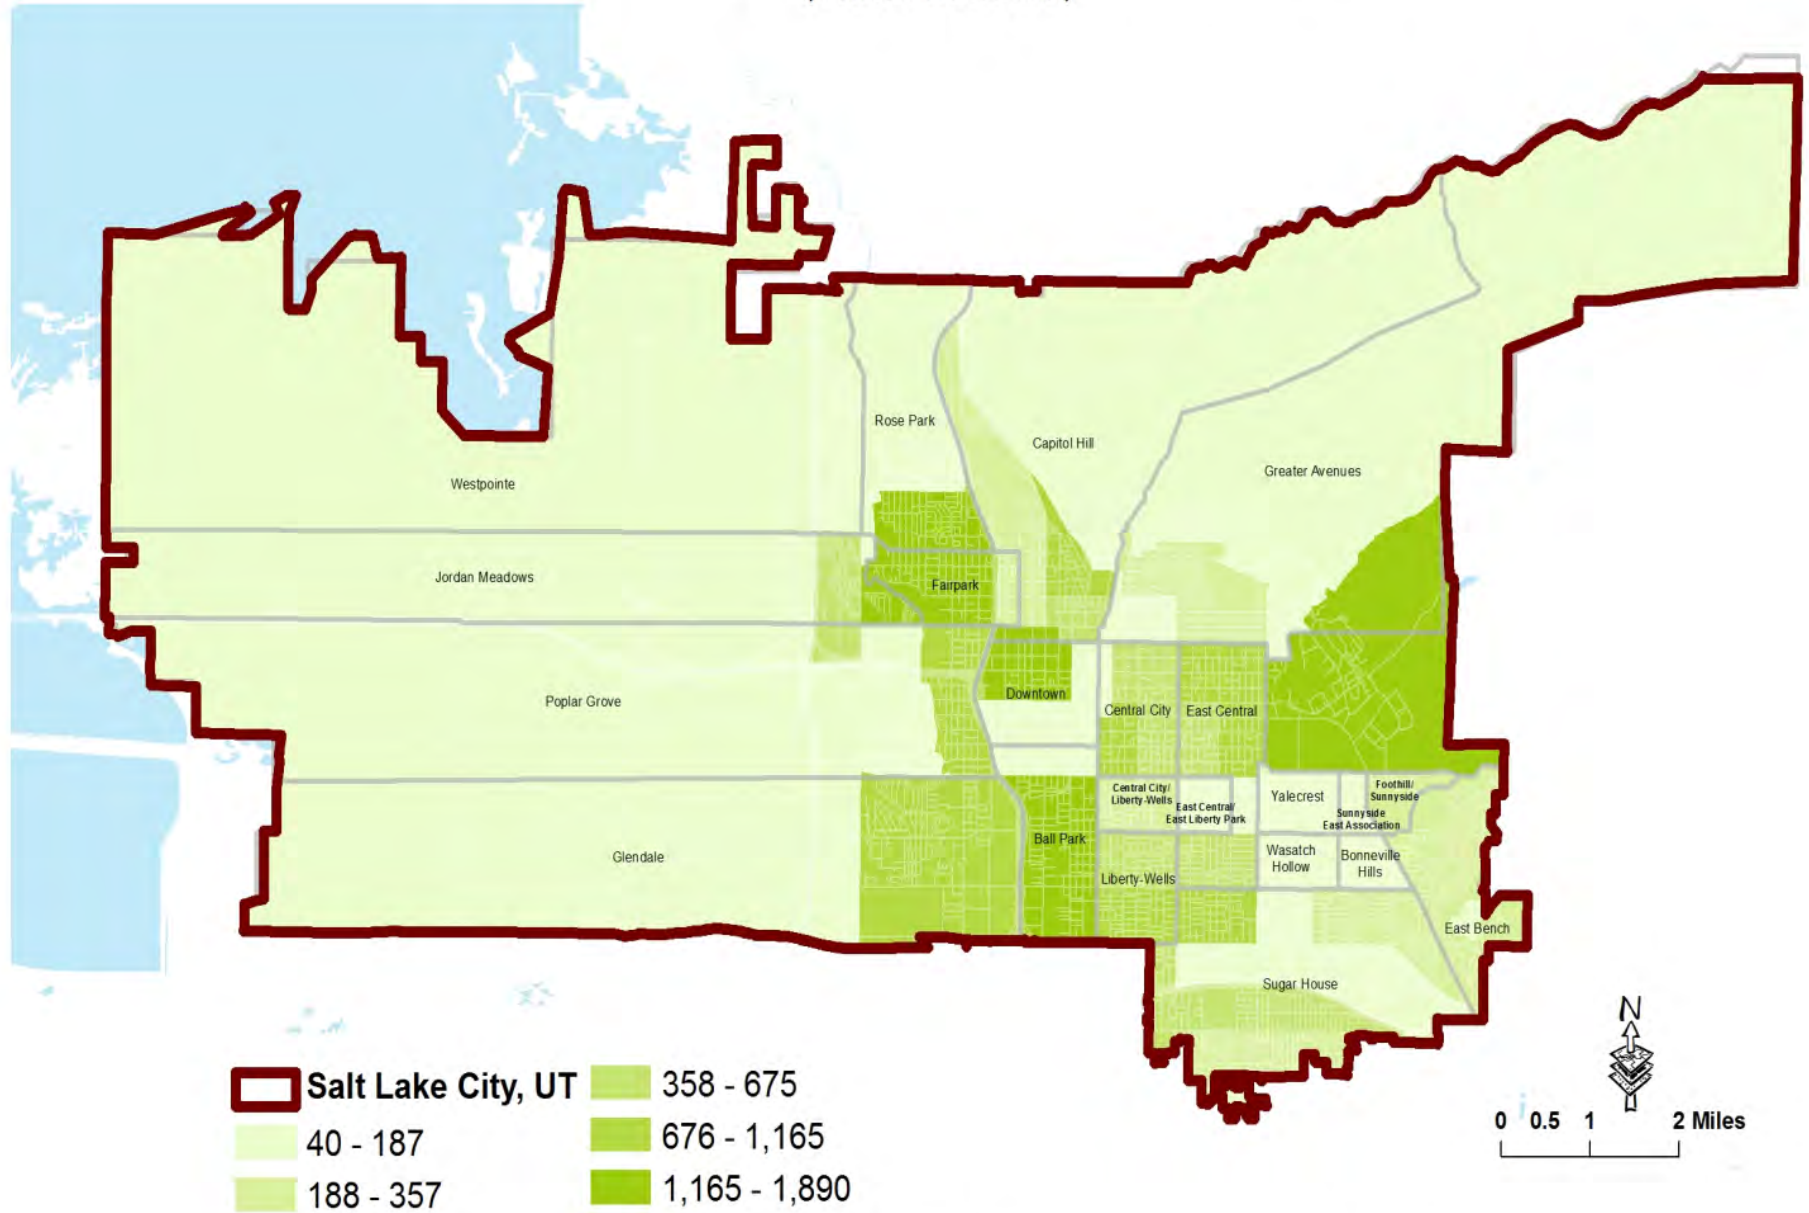 Rose Park
Capitol Hill
Greater Avenues
Westpointe
Jordan Meadows
Fairpark
Poplar Grove
Downtown
Central City
East Central
Central City/
Liberty-Wells
East Central/
East Liberty Park
Yalecrest
Foothill/
Sunnyside
Sunnyside
East Association
Ball Park
Glendale
Liberty-Wells
Wasatch
Hollow
Bonneville
Hills
East Bench
Sugar House
N
Salt Lake City, UT
40 - 187
188 - 357
358 - 675
676 - 1,165
1,165 - 1,890
0 0.5 1 2 Miles